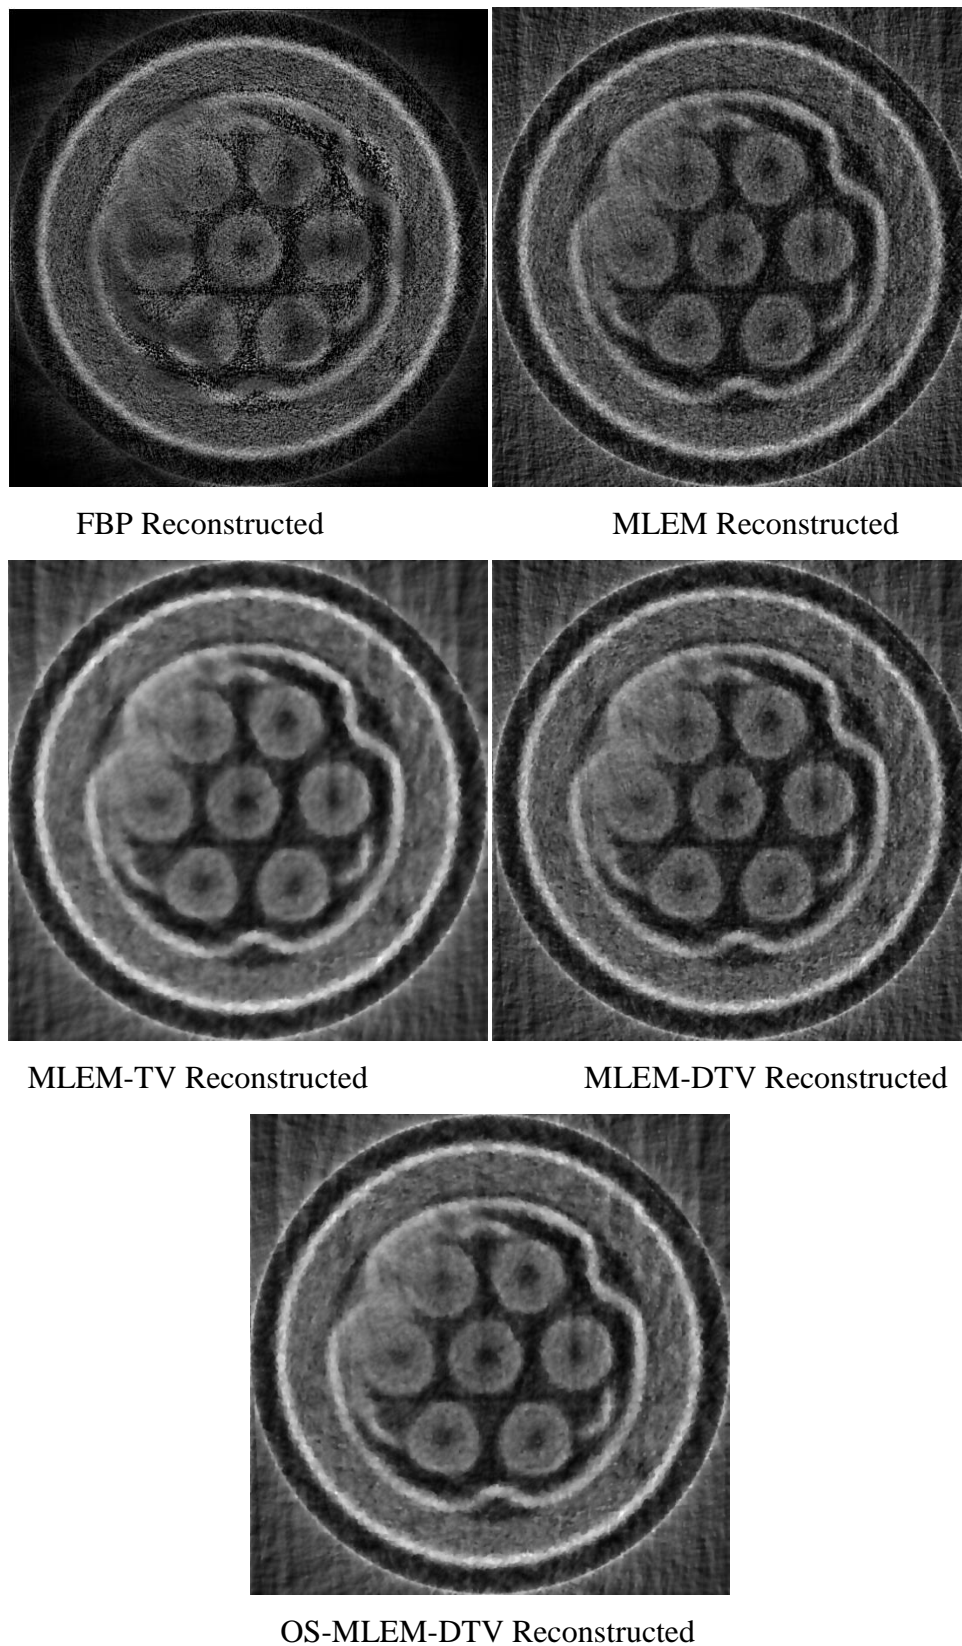 FBP Reconstructed
MLEM Reconstructed
MLEM-TV Reconstructed
MLEM-DTV Reconstructed
OS-MLEM-DTV Reconstructed